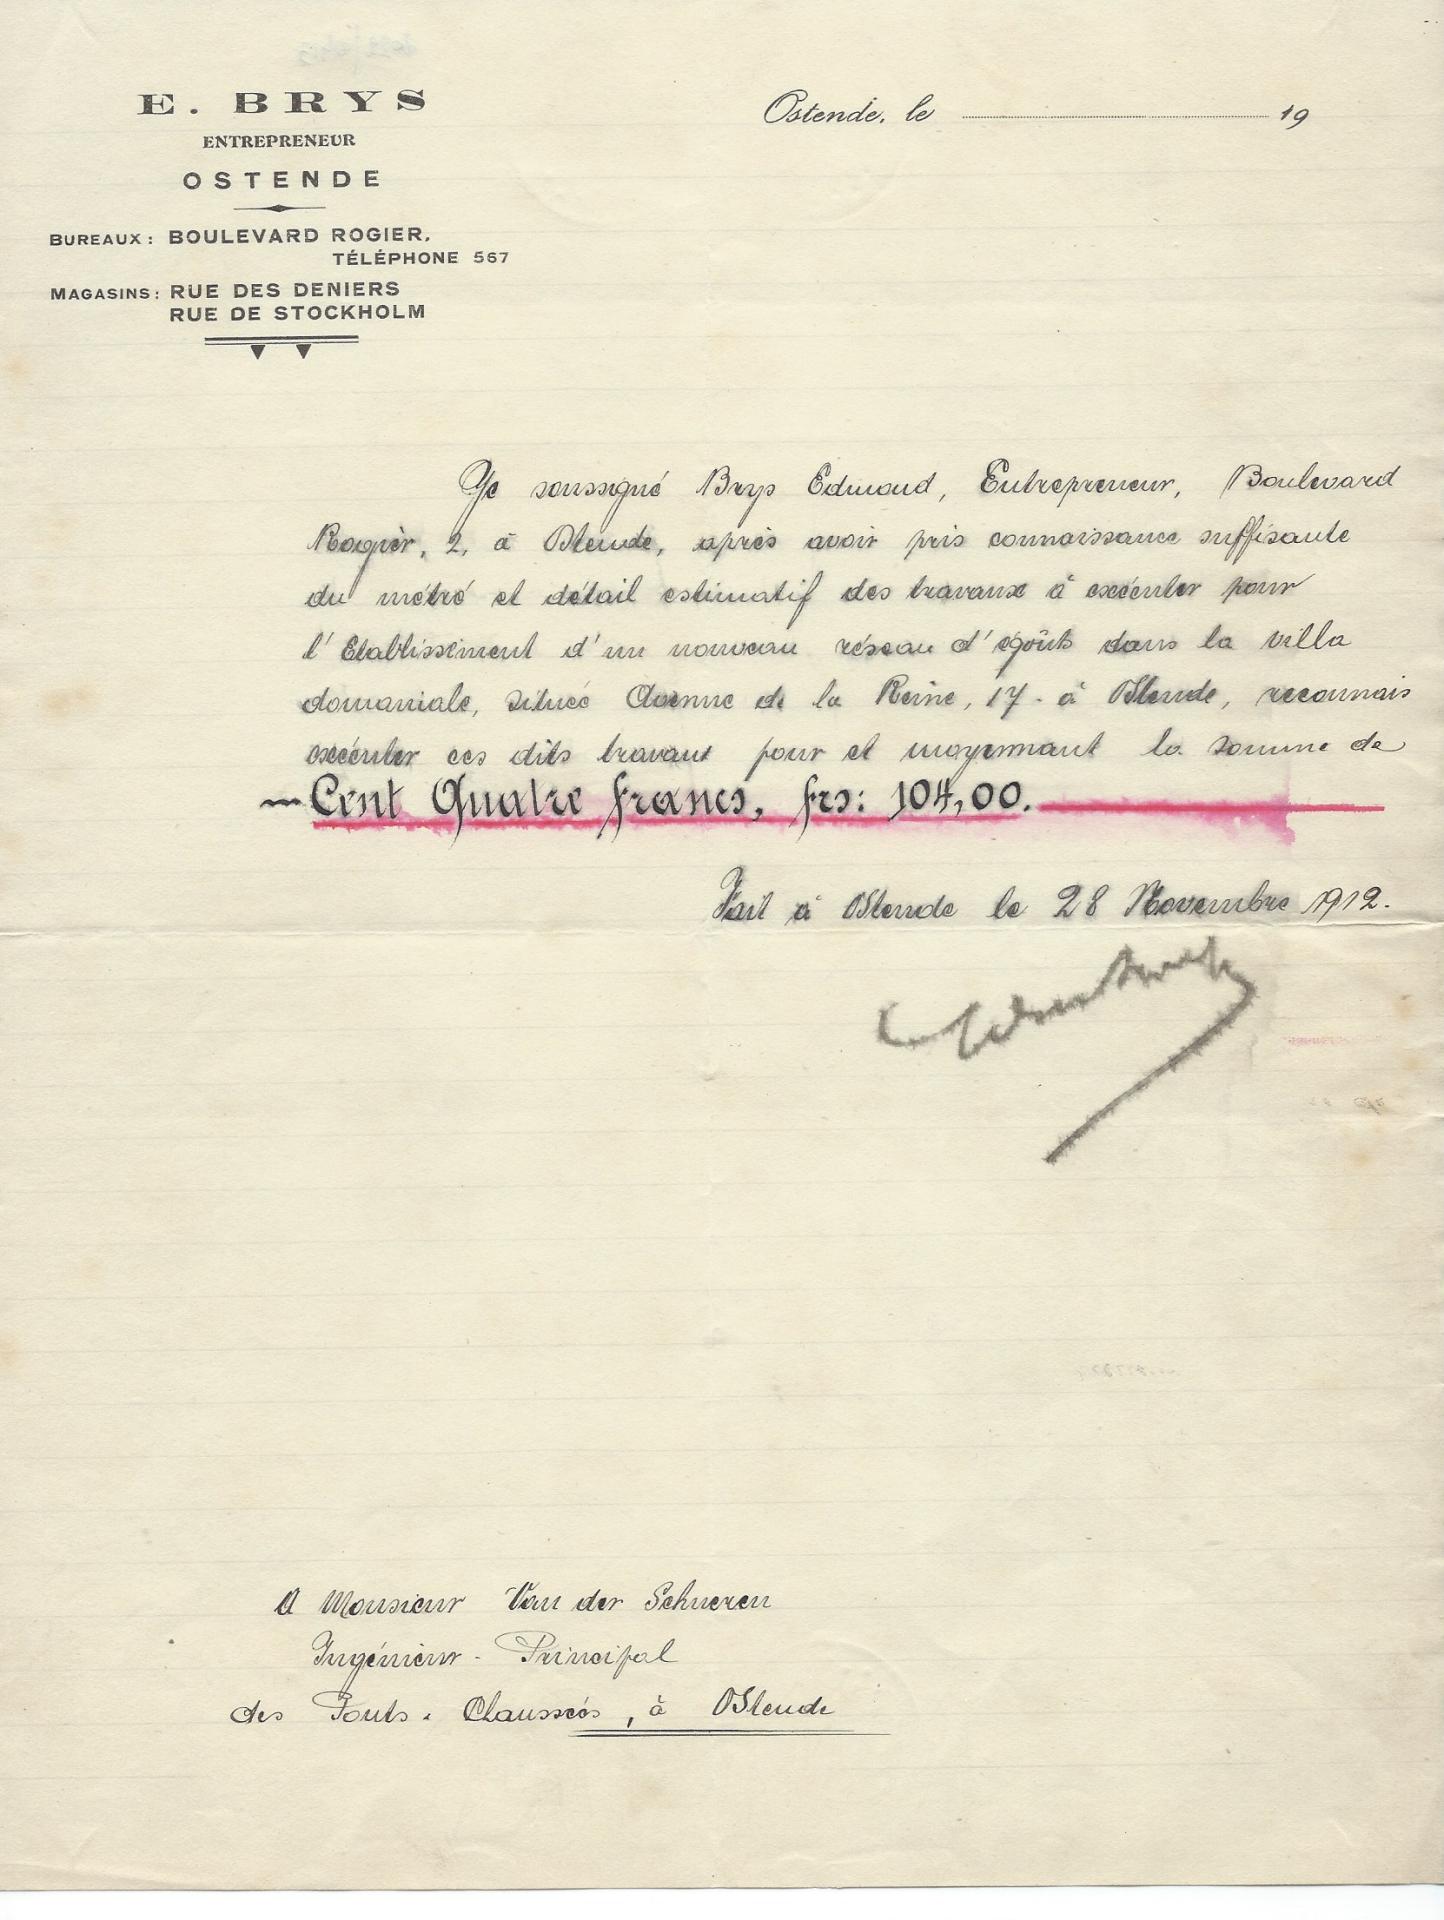 E. BRYS
ENTREPRENEUR
OSTENDE
BUREAUX: BOULEVARD ROGIER.
TÉLÉPHONE 567
MAGASINS: RUE DES DENIERS
RUE DE STOCKHOLM
Ostende, le 19
Je soussigné Brys Edmond, Entrepreneur, Boulevard
Rogier, 2, à Ostende, après avoir pris connaissance suffisante
du métré et détail estimatif des travaux à exécuter pour
l'Etablissement d'un nouveau réseau d'égoûts dans la villa
domaniale, située Avenue de la Reine, 17 - à Ostende, reconnais
exécuter ces dits travaux pour et moyennant la somme de
Cent Quatre francs, frs: 104,00.
Fait à Ostende le 28 Novembre 1912.
A Monsieur Van der Schueren
Ingénieur - Principal
des Ponts. Chaussées, à Ostende